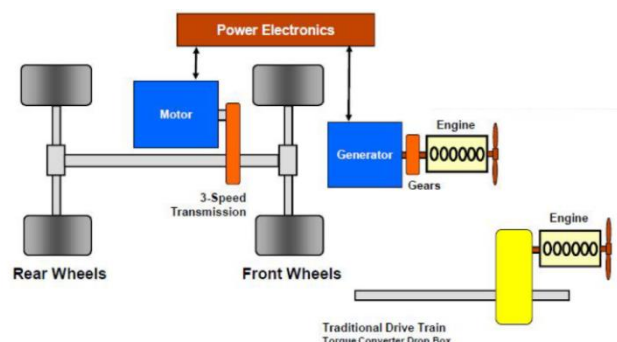 Power Electronics
Motor
Engine
Generator
Gears
3-Speed
Transmission
Rear Wheels
Front Wheels
Engine
Traditional Drive Train
Torque Converter Drop Box